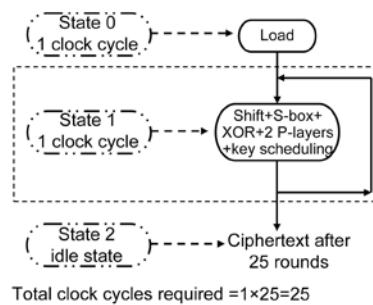 State 0
1 clock cycle
Load
State 1
1 clock cycle
Shift+S-box+
XOR+2 P-layers
+key scheduling
State 2
idle state
Ciphertext after
25 rounds
Total clock cycles required =1×25=25